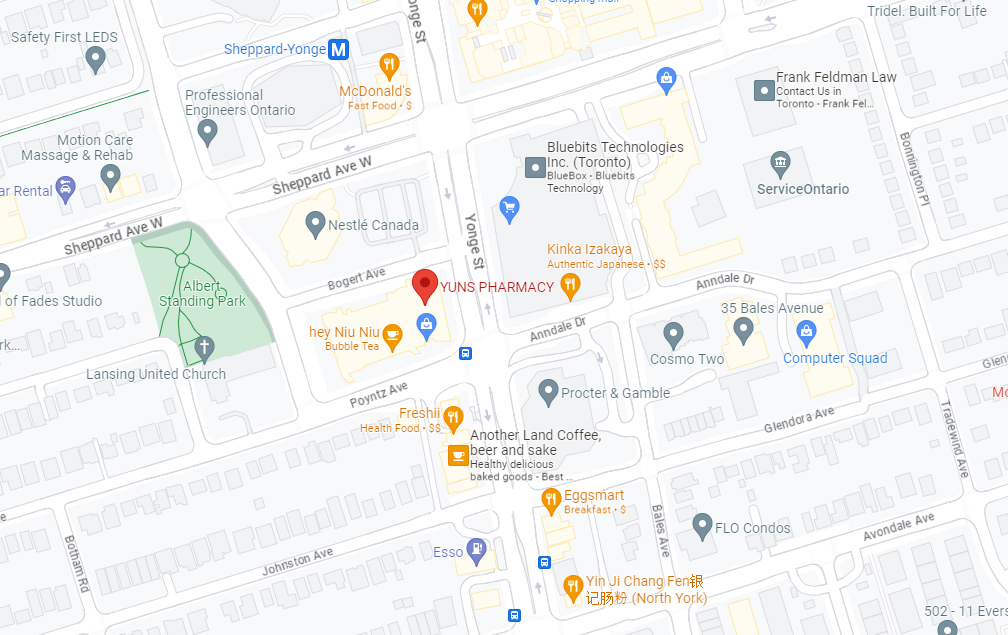 Shopping Mall
Tridel. Built For Life
Yonge St
Safety First LEDS
Sheppard-Yonge
M
McDonald's
Fast Food • $
Professional
Engineers Ontario
Frank Feldman Law
Contact Us in
Toronto - Frank Fel...
Motion Care
Massage & Rehab
Bluebits Technologies
Inc. (Toronto)
BlueBox - Bluebits
Technology
Sheppard Ave W
Bonnington Pl
ServiceOntario
ar Rental
Nestlé Canada
Yonge St
Sheppard Ave W
Kinka Izakaya
Authentic Japanese • $$
Bogert Ave
YUNS PHARMACY
Anndale Dr
Albert
Standing Park
l of Fades Studio
35 Bales Avenue
hey Niu Niu
Bubble Tea
Anndale Dr
rk...
Cosmo Two
Computer Squad
Glen
Lansing United Church
Poyntz Ave
Procter & Gamble
Mo
Freshii
Health Food • $$
Glendora Ave
Tradewind Ave
Another Land Coffee,
beer and sake
Healthy delicious
baked goods - Best ...
Eggsmart
Breakfast • $
e
Bales Ave
FLO Condos
Avondale Ave
Botham Rd
Johnston Ave
Esso
Yin Ji Chang Fen银
记肠粉 (North York)
502 - 11 Evers